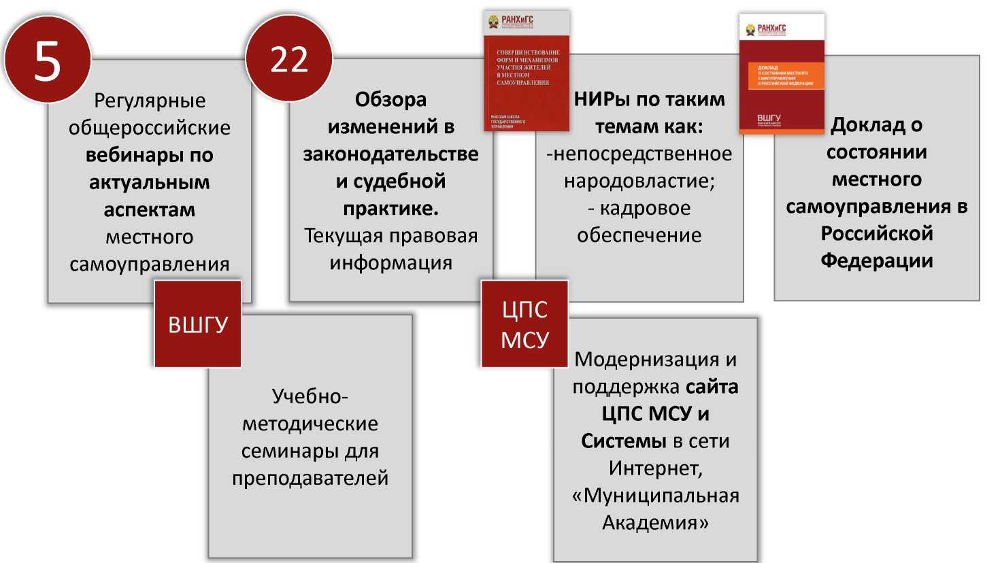 5
Регулярные
общероссийские
вебинары по
актуальным
аспектам
местного
самоуправления
22
Обзора
изменений в
законодательстве
и судебной
практике.
Текущая правовая
информация
РАНХиГС
СОВЕРШЕНСТВОВАНИЕ
ФОРМ И МЕХАНИЗМОВ
УЧАСТИЯ ЖИТЕЛЕЙ
В МЕСТНОМ
САМОУПРАВЛЕНИИ
ВЫСШАЯ ШКОЛА
ГОСУДАРСТВЕННОГО
УПРАВЛЕНИЯ
НИРы по таким
темам как:
-непосредственное
народовластие;
- кадровое
обеспечение
РАНХиГС
ДОКЛАД
О СОСТОЯНИИ МЕСТНОГО
САМОУПРАВЛЕНИЯ
В РОССИЙСКОЙ ФЕДЕРАЦИИ
ВШГУ
Доклад о
состоянии
местного
самоуправления в
Российской
Федерации
ВШГУ
Учебно-
методические
семинары для
преподавателей
ЦПС
МСУ
Модернизация и
поддержка сайта
ЦПС МСУ и
Системы в сети
Интернет,
«Муниципальная
Академия»